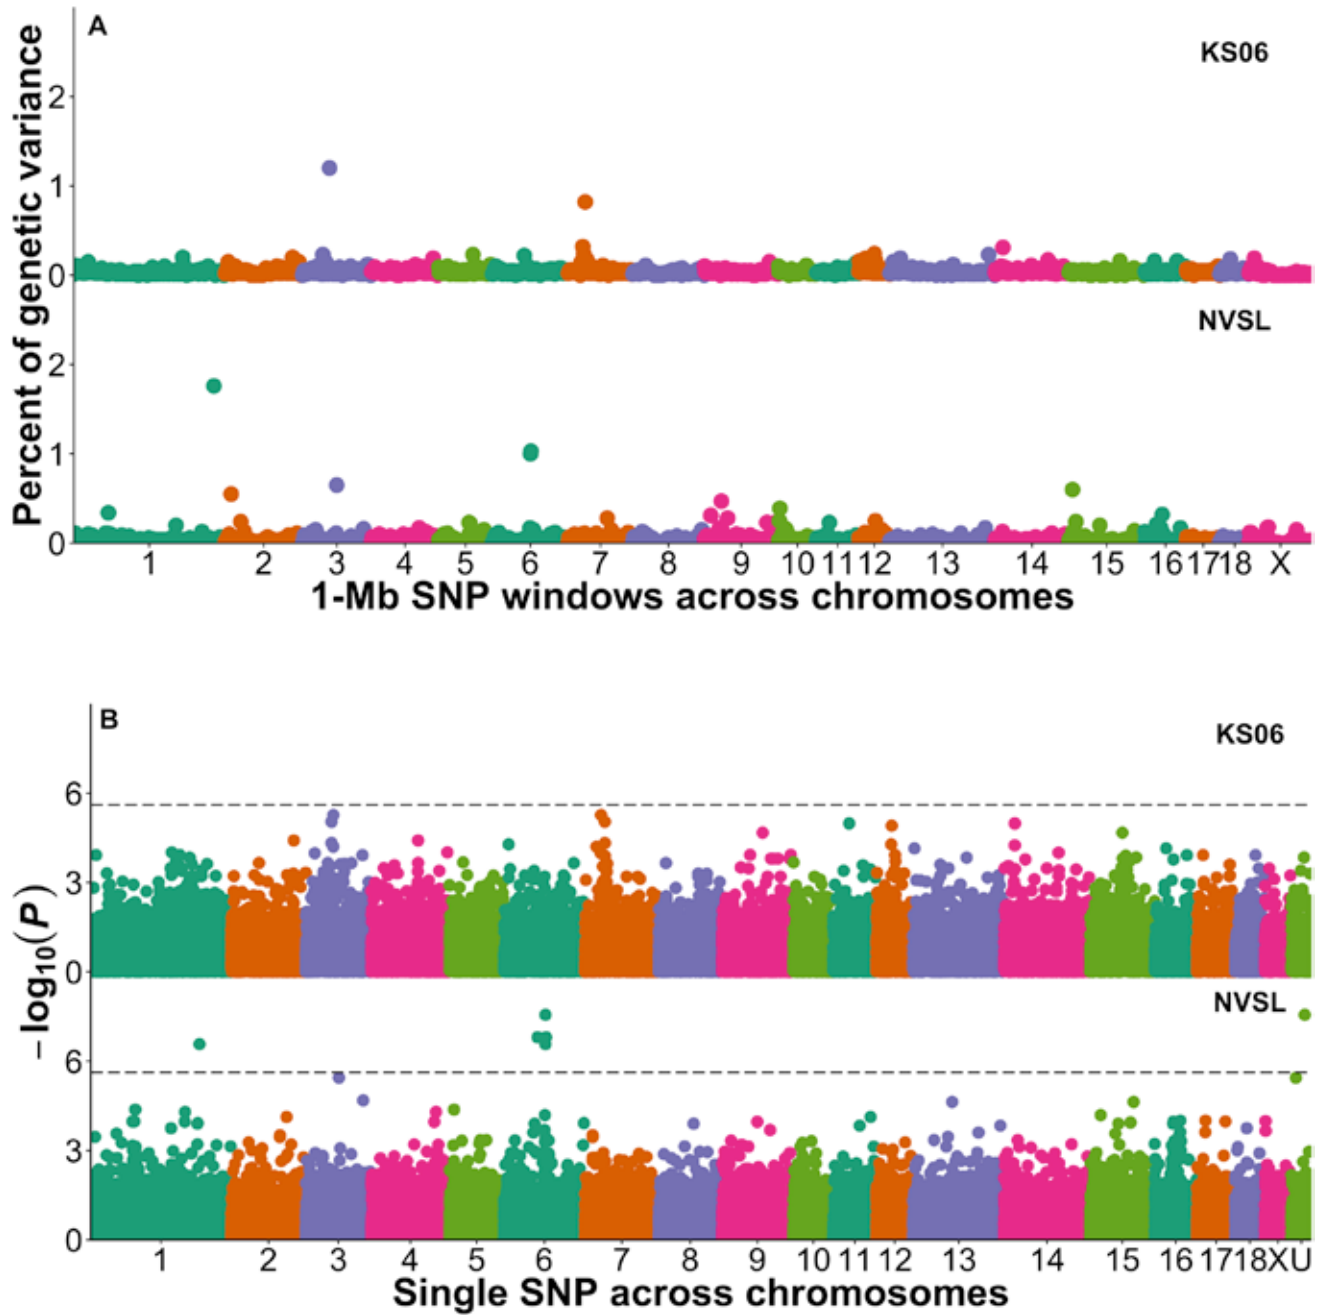 A
KS06
Percent of genetic variance
2
1
0
NVSL
2
1
0
1 2 3 4 5 6 7 8 9 10 11 12 13 14 15 16 17 18 X
1-Mb SNP windows across chromosomes
B
KS06
−log10(P)
6
3
0
NVSL
6
3
0
1 2 3 4 5 6 7 8 9 10 11 12 13 14 15 16 17 18 X U
Single SNP across chromosomes